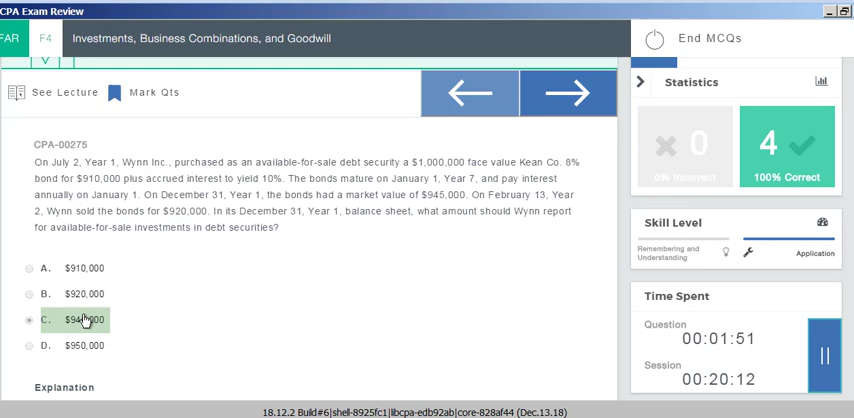 CPA Exam Review
FAR F4 Investments, Business Combinations, and Goodwill
End MCQs
See Lecture Mark Qts
Statistics
0
0% Incorrect
4
100% Correct
CPA-00275
On July 2, Year 1, Wynn Inc., purchased as an available-for-sale debt security a $1,000,000 face value Kean Co. 8%
bond for $910,000 plus accrued interest to yield 10%. The bonds mature on January 1, Year 7, and pay interest
annually on January 1. On December 31, Year 1, the bonds had a market value of $945,000. On February 13, Year
2, Wynn sold the bonds for $920,000. In its December 31, Year 1, balance sheet, what amount should Wynn report
for available-for-sale investments in debt securities?
A. $910,000
B. $920,000
C.
D. $950,000
Explanation
Skill Level
Remembering and
Understanding
Application
Time Spent
Question
00:01:51
Session
00:20:12
18.12.2 Build#6|shell-8925fc1|libcpa-edb92ab|core-828af44 (Dec.13.18)